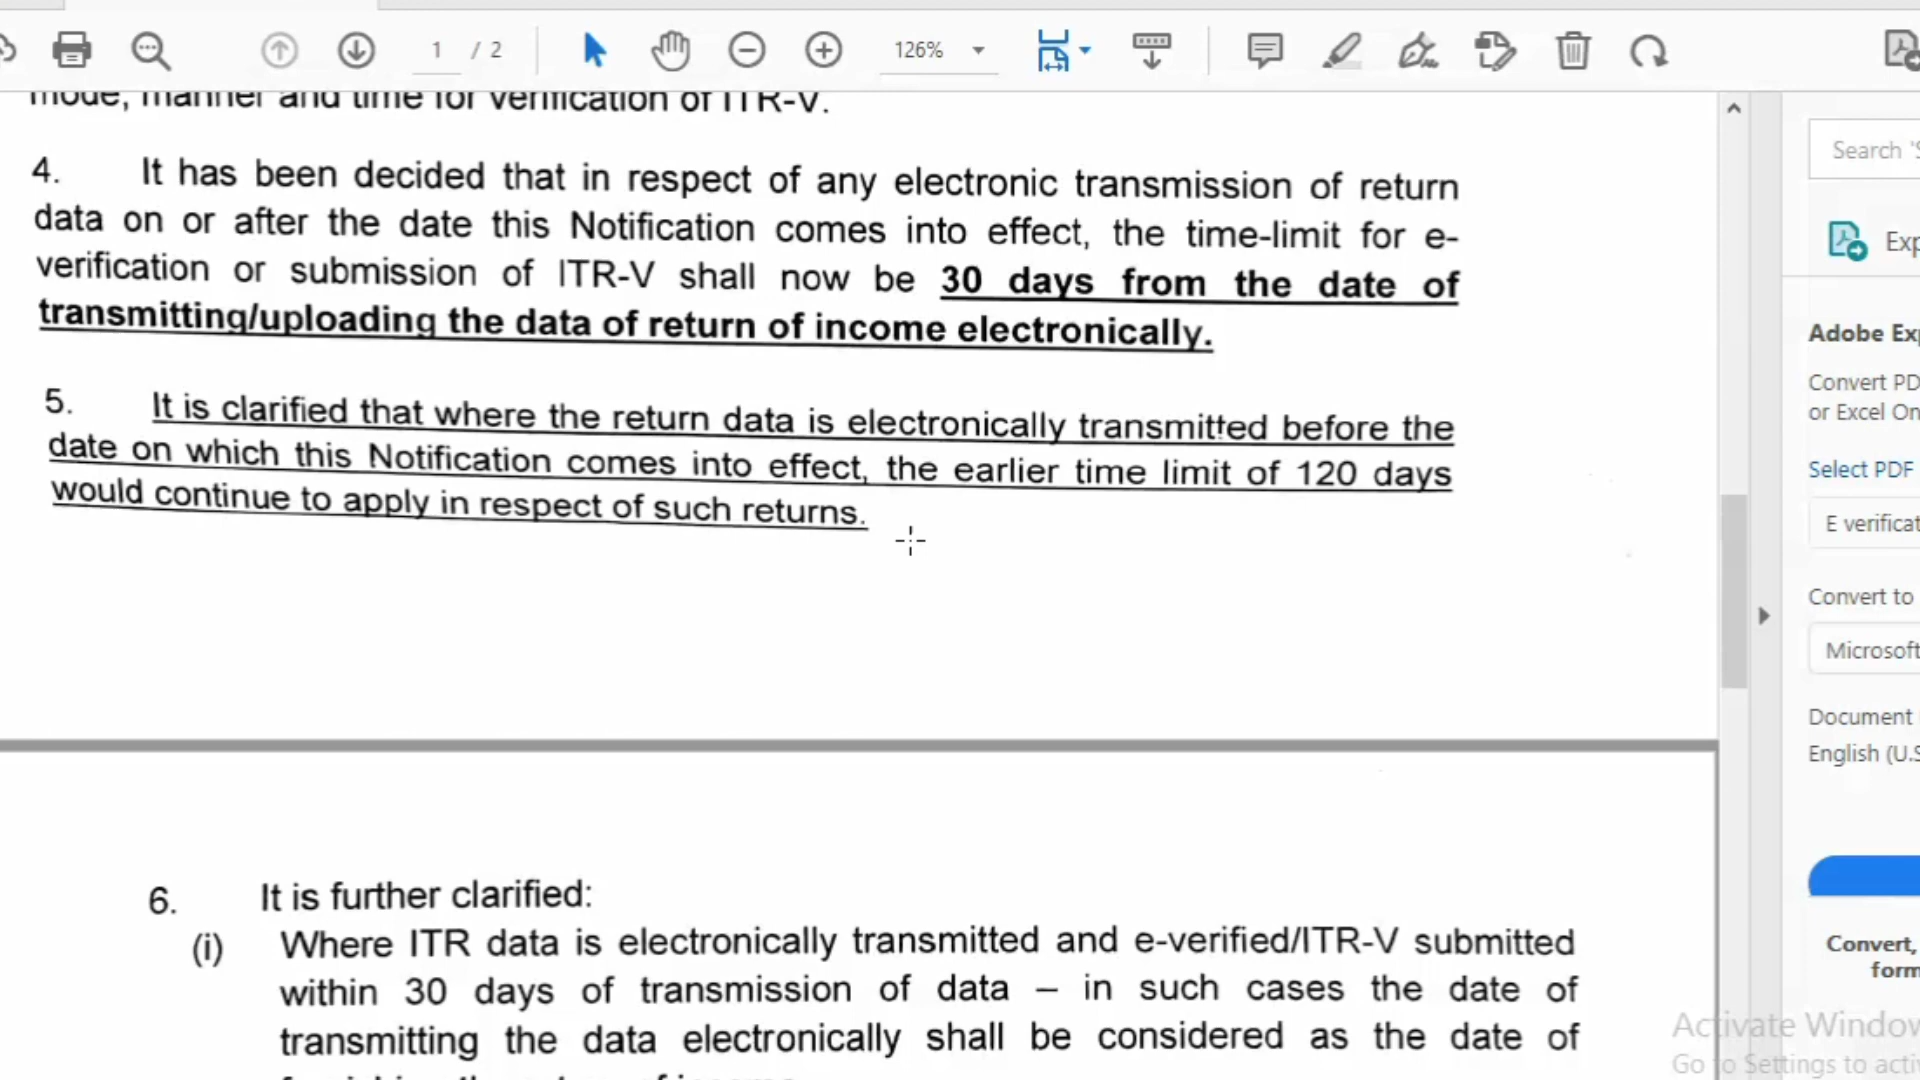 1 / 2
126%
mode, manner and time for verification of ITR-V.
4. It has been decided that in respect of any electronic transmission of return
data on or after the date this Notification comes into effect, the time-limit for e-
verification or submission of ITR-V shall now be 30 days from the date of
transmitting/uploading the data of return of income electronically.
5. It is clarified that where the return data is electronically transmitted before the
date on which this Notification comes into effect, the earlier time limit of 120 days
would continue to apply in respect of such returns.
6. It is further clarified:
(i) Where ITR data is electronically transmitted and e-verified/ITR-V submitted
within 30 days of transmission of data – in such cases the date of
transmitting the data electronically shall be considered as the date of
Search 'S
Exp
Adobe Exp
Convert PD
or Excel On
Select PDF
E verificat
Convert to
Microsoft
Document
English (U.S
Convert,
form
Activate Window
Go to Settings to acti